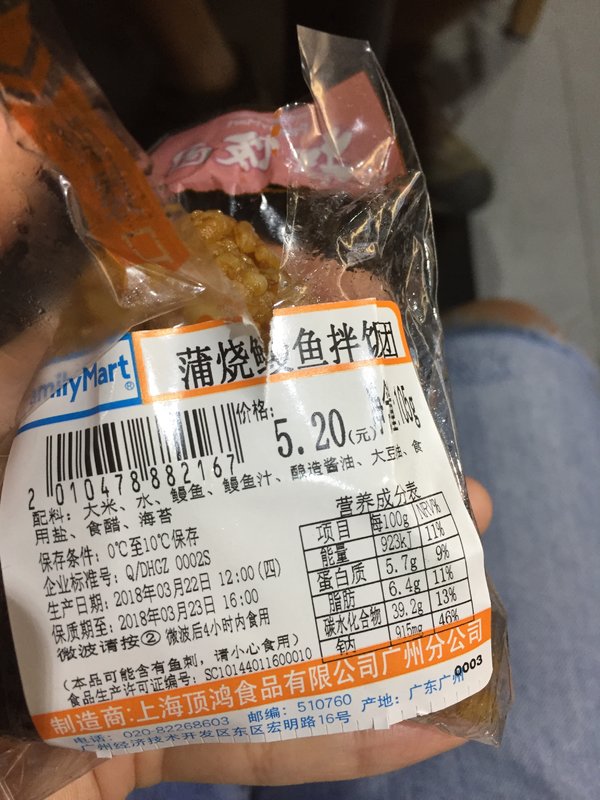 FamilyMart
蒲烧鳗鱼拌饭团
价格: 5.20(元)
105g
2 010478 882167
配料: 大米、水、鳗鱼、鳗鱼汁、酿造酱油、大豆油、食
用盐、食醋、海苔
保存条件: 0℃至10℃保存
企业标准号: Q/DHGZ 0002S
生产日期: 2018年03月22日 12:00(四)
保质期至: 2018年03月23日 16:00
微波请按② 微波后4小时内食用
(本品可能含有鱼刺, 请小心食用)
食品生产许可证编号: SC10144011600010
营养成分表
项目 每100g NRV%
能量 923kJ 11%
蛋白质 5.7g 9%
脂肪 6.4g 11%
碳水化合物 39.2g 13%
钠 915mg 46%
制造商:上海顶鸿食品有限公司广州分公司
0003
电话: 020-82268603 邮编: 510760 产地: 广东广州
广州经济技术开发区东区宏明路16号